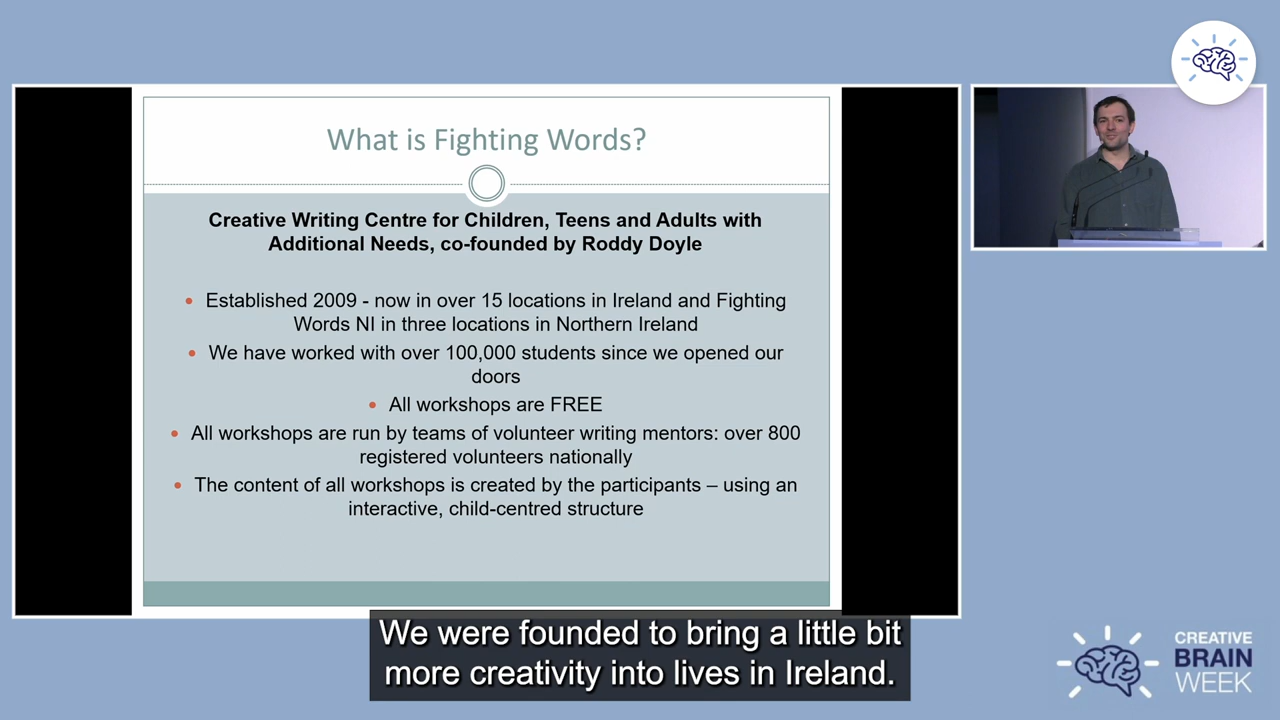 What is Fighting Words?
Creative Writing Centre for Children, Teens and Adults with
Additional Needs, co-founded by Roddy Doyle
• Established 2009 - now in over 15 locations in Ireland and Fighting
Words NI in three locations in Northern Ireland
• We have worked with over 100,000 students since we opened our
doors
• All workshops are FREE
• All workshops are run by teams of volunteer writing mentors: over 800
registered volunteers nationally
• The content of all workshops is created by the participants – using an
interactive, child-centred structure
We were founded to bring a little bit
more creativity into lives in Ireland.
CREATIVE
BRAIN
WEEK